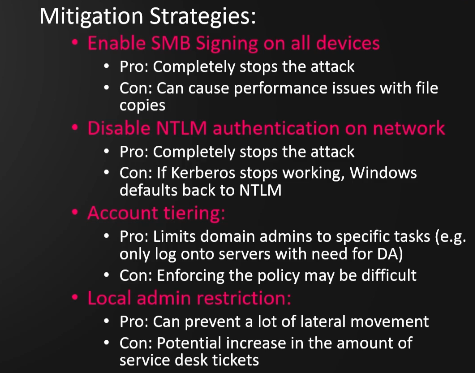 Mitigation Strategies:
• Enable SMB Signing on all devices
• Pro: Completely stops the attack
• Con: Can cause performance issues with file
copies
• Disable NTLM authentication on network
• Pro: Completely stops the attack
• Con: If Kerberos stops working, Windows
defaults back to NTLM
• Account tiering:
• Pro: Limits domain admins to specific tasks (e.g.
only log onto servers with need for DA)
• Con: Enforcing the policy may be difficult
• Local admin restriction:
• Pro: Can prevent a lot of lateral movement
• Con: Potential increase in the amount of
service desk tickets